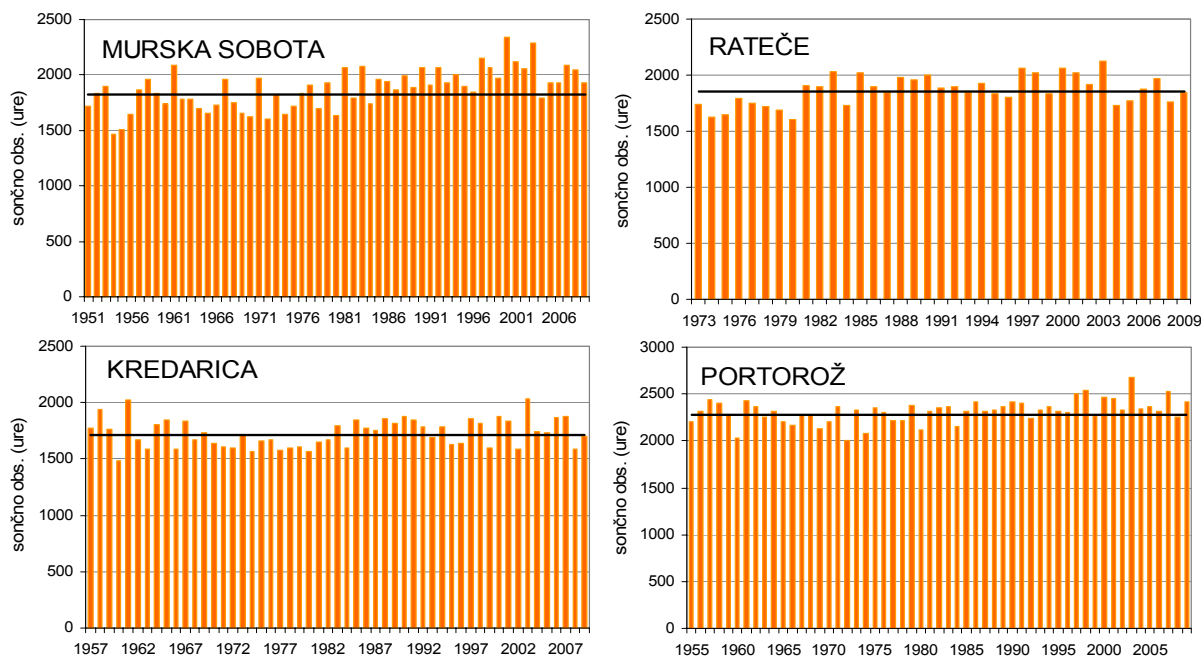 MURSKA SOBOTA
sončno obs. (ure)
2500
2000
1500
1000
500
0
1951 1956 1961 1966 1971 1976 1981 1986 1991 1996 2001 2006
RATEČE
sončno obs. (ure)
2500
2000
1500
1000
500
0
1973 1976 1979 1982 1985 1988 1991 1994 1997 2000 2003 2006 2009
KREDARICA
sončno obs. (ure)
2500
2000
1500
1000
500
0
1957 1962 1967 1972 1977 1982 1987 1992 1997 2002 2007
PORTOROŽ
sončno obs. (ure)
3000
2500
2000
1500
1000
500
0
1955 1960 1965 1970 1975 1980 1985 1990 1995 2000 2005